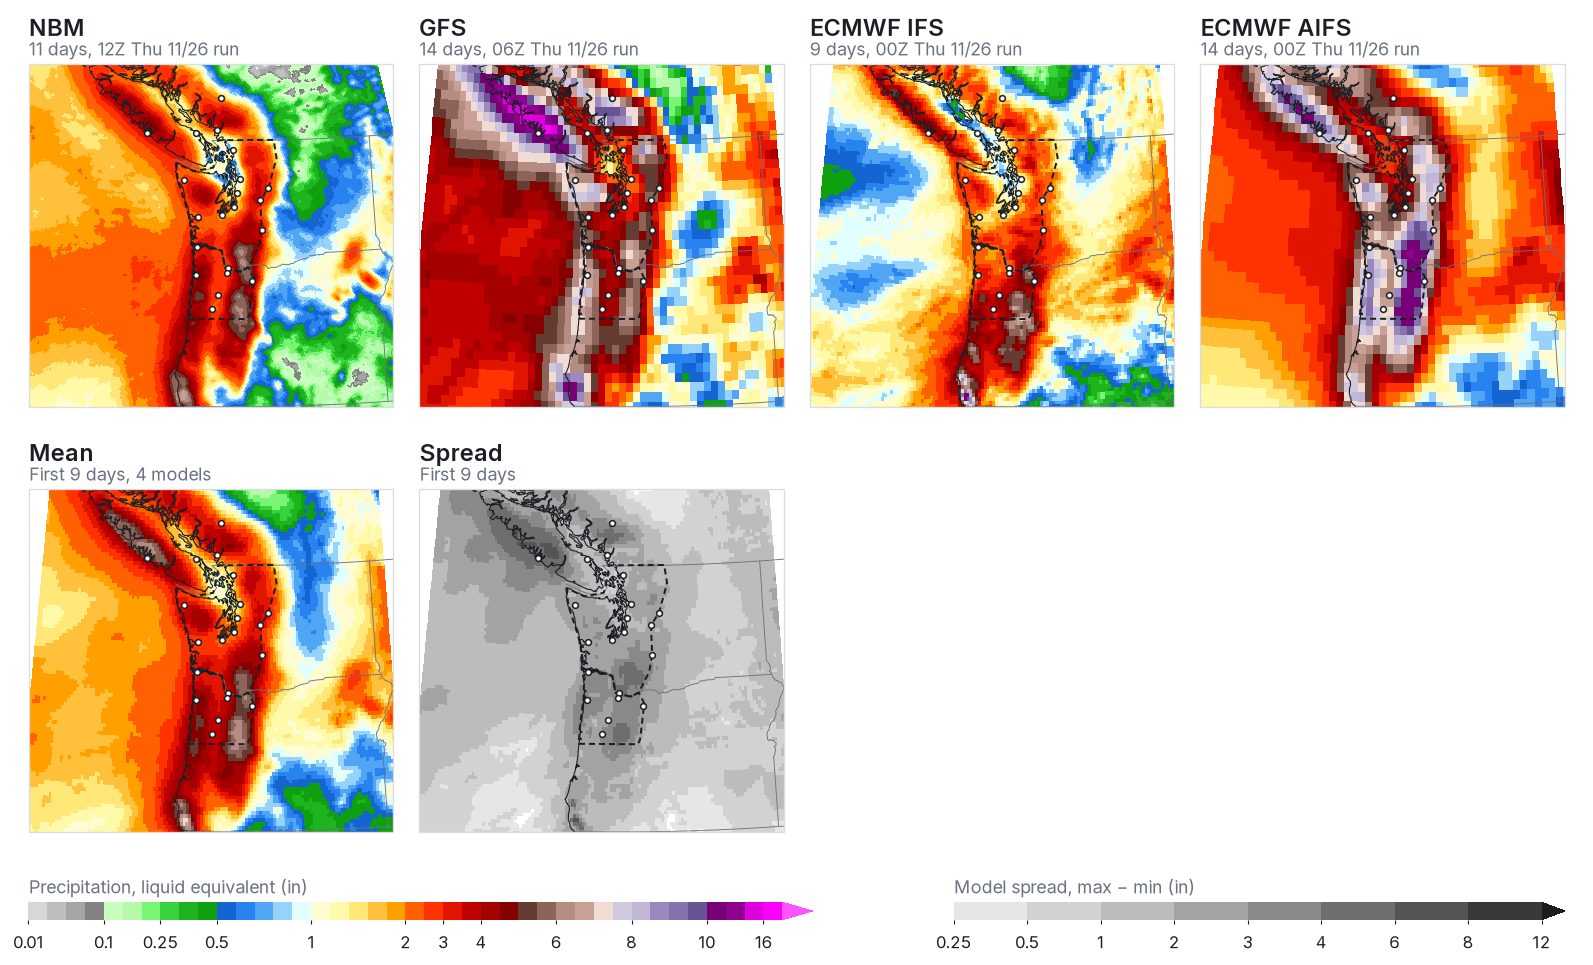 NBM
11 days, 12Z Thu 11/26 run
GFS
14 days, 06Z Thu 11/26 run
ECMWF IFS
9 days, 00Z Thu 11/26 run
ECMWF AIFS
14 days, 00Z Thu 11/26 run
Mean
First 9 days, 4 models
Spread
First 9 days
Precipitation, liquid equivalent (in)
0.01 0.1 0.25 0.5 1 2 3 4 6 8 10 16
Model spread, max − min (in)
0.25 0.5 1 2 3 4 6 8 12